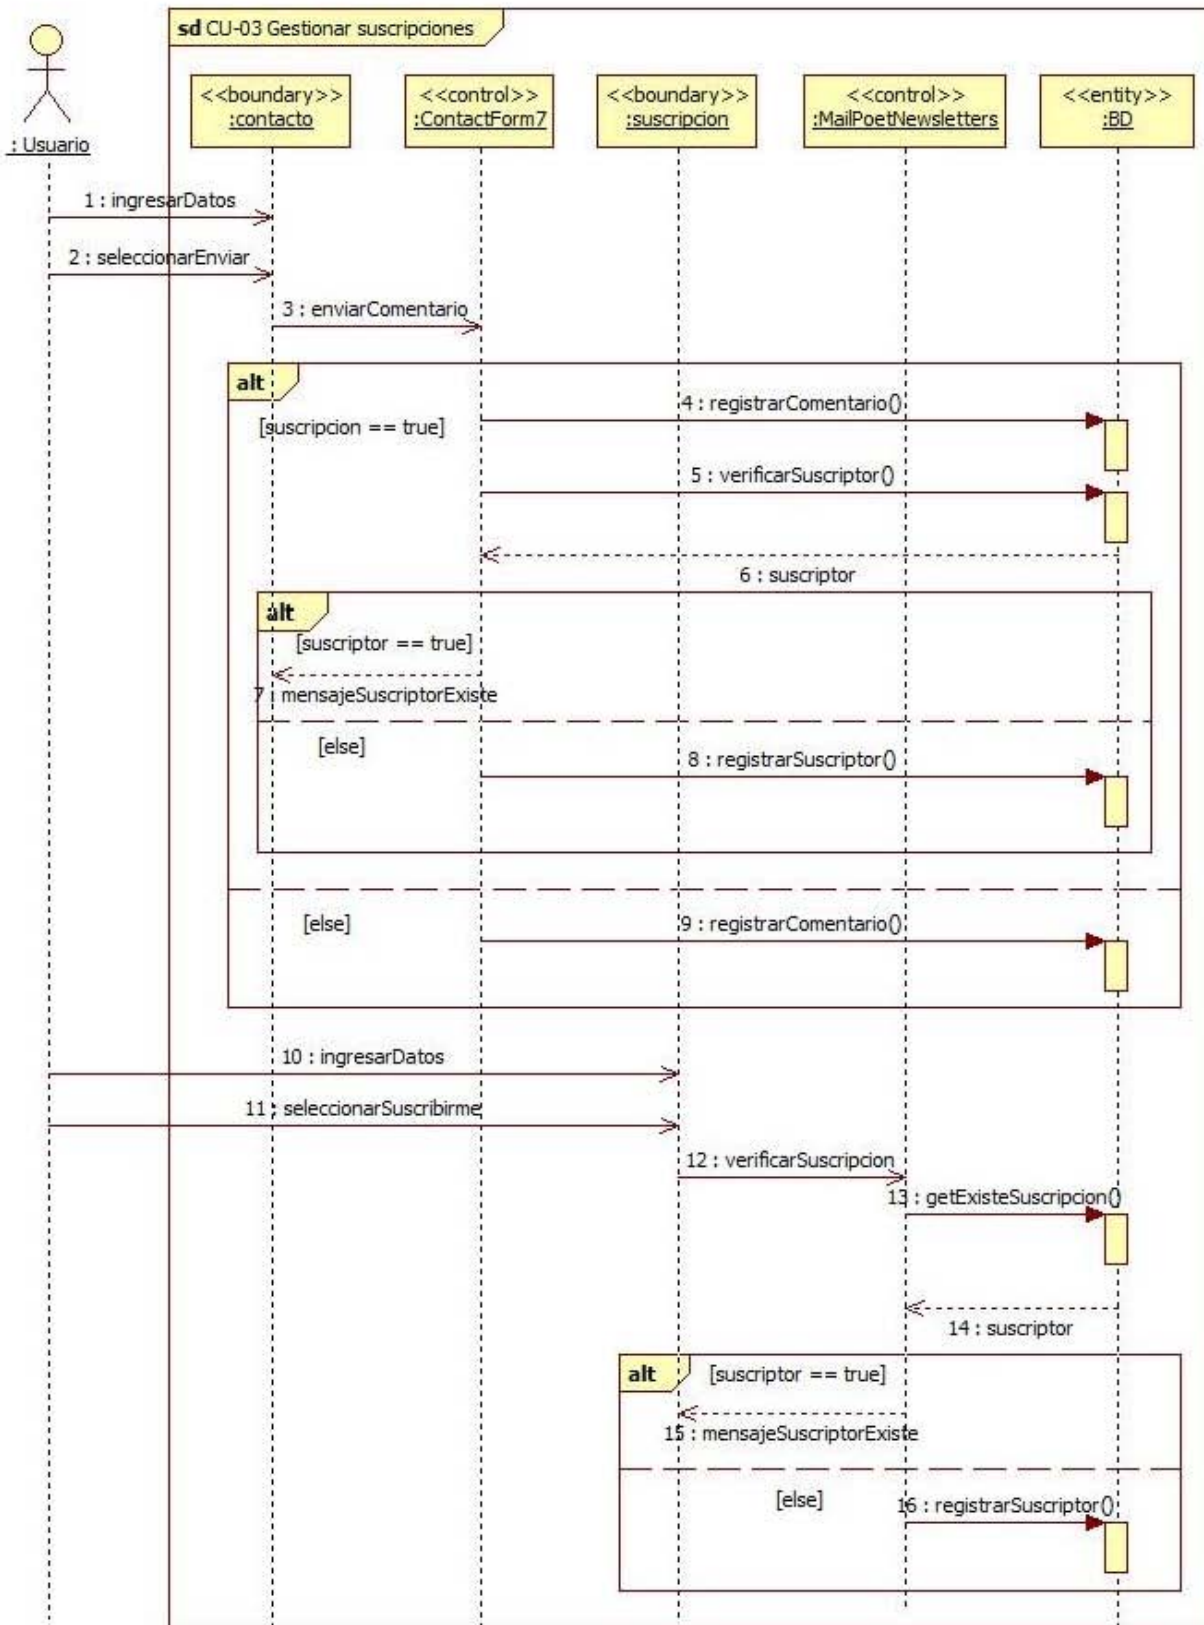 sd CU-03 Gestionar suscripciones
: Usuario
<<boundary>>
:contacto
<<control>>
:ContactForm7
<<boundary>>
:suscripcion
<<control>>
:MailPoetNewsletters
<<entity>>
:BD
1 : ingresarDatos
2 : seleccionarEnviar
3 : enviarComentario
alt
[suscripcion == true]
4 : registrarComentario()
5 : verificarSuscriptor()
6 : suscriptor
alt
[suscriptor == true]
7 : mensajeSuscriptorExiste
[else]
8 : registrarSuscriptor()
[else]
9 : registrarComentario()
10 : ingresarDatos
11 : seleccionarSuscribirme
12 : verificarSuscripcion
13 : getExisteSuscripcion()
14 : suscriptor
alt
[suscriptor == true]
15 : mensajeSuscriptorExiste
[else]
16 : registrarSuscriptor()